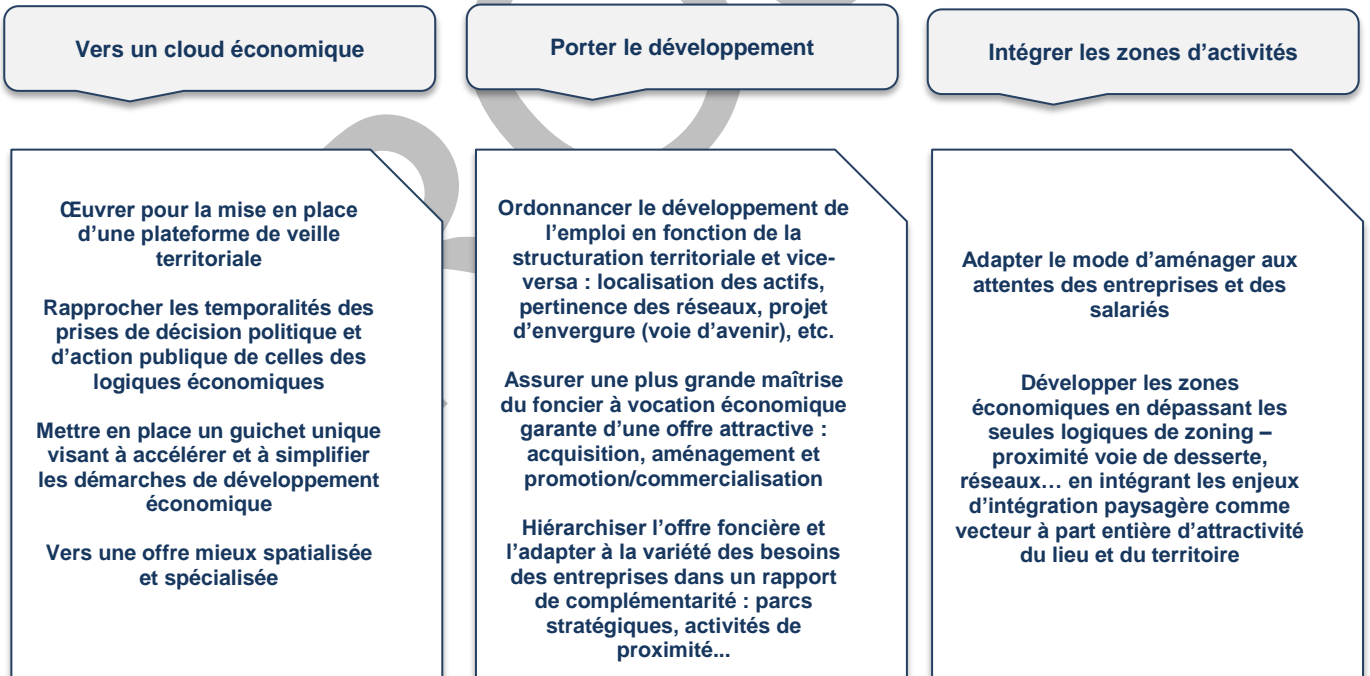 Vers un cloud économique
Œuvrer pour la mise en place
d’une plateforme de veille
territoriale
Rapprocher les temporalités des
prises de décision politique et
d’action publique de celles des
logiques économiques
Mettre en place un guichet unique
visant à accélérer et à simplifier
les démarches de développement
économique
Vers une offre mieux spatialisée
et spécialisée
Porter le développement
Ordonnancer le développement de
l’emploi en fonction de la
structuration territoriale et vice-
versa : localisation des actifs,
pertinence des réseaux, projet
d’envergure (voie d’avenir), etc.
Assurer une plus grande maîtrise
du foncier à vocation économique
garante d’une offre attractive :
acquisition, aménagement et
promotion/commercialisation
Hiérarchiser l’offre foncière et
l’adapter à la variété des besoins
des entreprises dans un rapport
de complémentarité : parcs
stratégiques, activités de
proximité...
Intégrer les zones d’activités
Adapter le mode d’aménager aux
attentes des entreprises et des
salariés
Développer les zones
économiques en dépassant les
seules logiques de zoning –
proximité voie de desserte,
réseaux… en intégrant les enjeux
d’intégration paysagère comme
vecteur à part entière d’attractivité
du lieu et du territoire